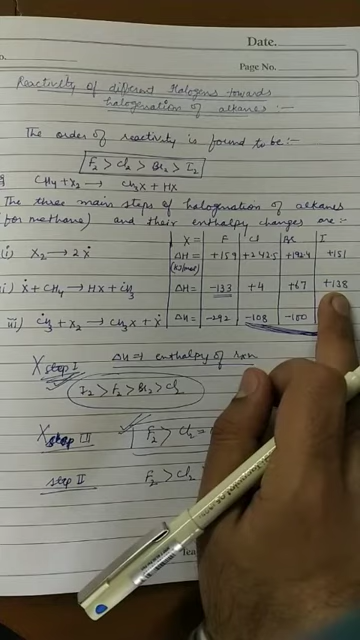 Date.
Page No.
Reactivity of different Halogens towards
halogenation of alkanes :-
The order of reactivity is found to be:-
F₂ > Cl₂ > Br₂ > I₂
CH₄ + X₂ → CH₃X + HX
The three main steps of halogenation of alkanes
(for methane) and their enthalpy changes are:-
X = F Cl Br I
(i) X₂ → 2Ẋ ΔH = +159 +242.5 +192.4 +151
(KJ/mol)
ii) Ẋ + CH₄ → HX + ĊH₃ ΔH = -133 +4 +67 +138
iii) ĊH₃ + X₂ → CH₃X + Ẋ ΔH = -292 -108 -100
X step I ΔH → enthalpy of rxn
I₂ > F₂ > Br₂ > Cl₂
X step III F₂ > Cl₂ =
step II F₂ > Cl₂